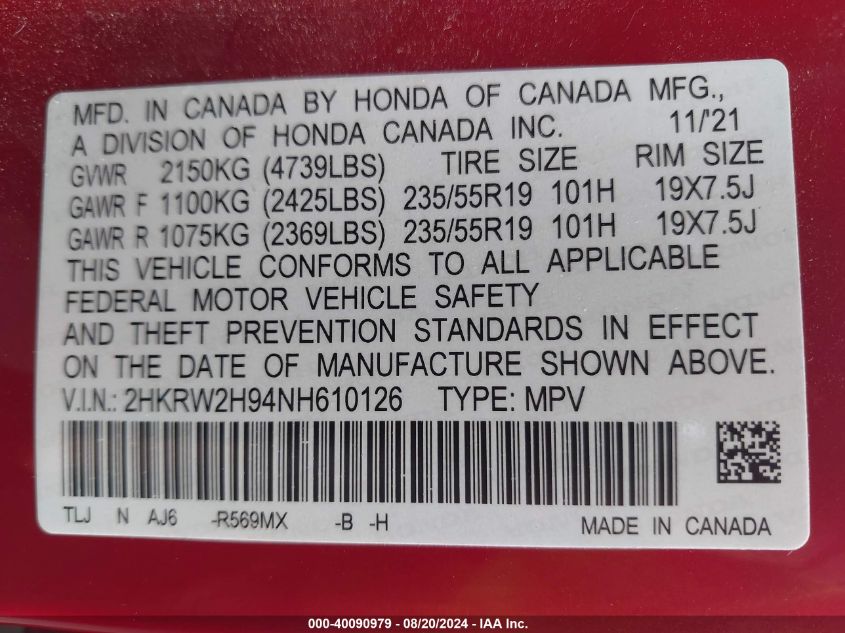 MFD. IN CANADA BY HONDA OF CANADA MFG.,
A DIVISION OF HONDA CANADA INC. 11/'21
GVWR 2150KG (4739LBS) TIRE SIZE RIM SIZE
GAWR F 1100KG (2425LBS) 235/55R19 101H 19X7.5J
GAWR R 1075KG (2369LBS) 235/55R19 101H 19X7.5J
THIS VEHICLE CONFORMS TO ALL APPLICABLE
FEDERAL MOTOR VEHICLE SAFETY
AND THEFT PREVENTION STANDARDS IN EFFECT
ON THE DATE OF MANUFACTURE SHOWN ABOVE.
V.I.N.: 2HKRW2H94NH610126 TYPE: MPV
TLJ N AJ6 -R569MX -B -H MADE IN CANADA
000-40090979 - 08/20/2024 - IAA Inc.